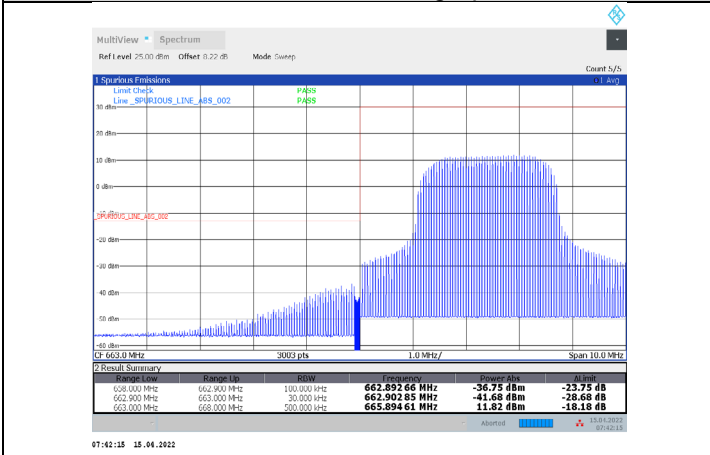 MultiView Spectrum
Ref Level 25.00 dBm Offset 8.22 dB Mode Sweep
Count 5/5
1 Spurious Emissions 1 Avg
Limit Check PASS
Line _SPURIOUS_LINE_ABS_002 PASS
30 dBm
20 dBm
10 dBm
0 dBm
_SPURIOUS_LINE_ABS_002
-20 dBm
-30 dBm
-40 dBm
-50 dBm
-60 dBm
CF 663.0 MHz 3003 pts 1.0 MHz/ Span 10.0 MHz
2 Result Summary
Range Low Range Up RBW Frequency Power Abs ΔLimit
658.000 MHz 662.900 MHz 100.000 kHz 662.892 66 MHz -36.75 dBm -23.75 dB
662.900 MHz 663.000 MHz 30.000 kHz 662.902 85 MHz -41.68 dBm -28.68 dB
663.000 MHz 668.000 MHz 500.000 kHz 665.894 61 MHz 11.82 dBm -18.18 dB
Aborted 15.04.2022
07:42:15
07:42:15 15.04.2022